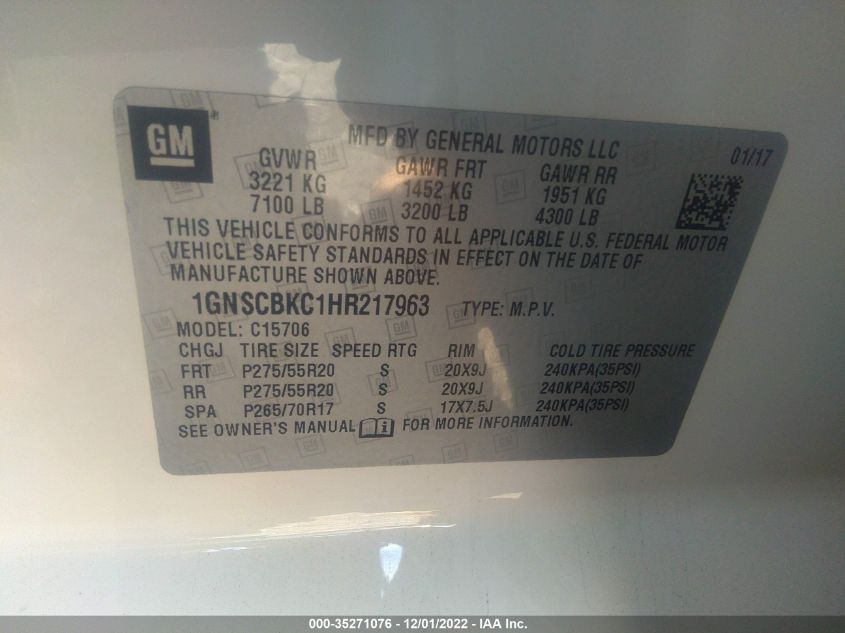 GM ®
MFD BY GENERAL MOTORS LLC
01/17
GVWR GAWR FRT GAWR RR
3221 KG 1452 KG 1951 KG
7100 LB 3200 LB 4300 LB
THIS VEHICLE CONFORMS TO ALL APPLICABLE U.S. FEDERAL MOTOR
VEHICLE SAFETY STANDARDS IN EFFECT ON THE DATE OF
MANUFACTURE SHOWN ABOVE.
1GNSCBKC1HR217963 TYPE: M.P.V.
MODEL: C15706
CHGJ TIRE SIZE SPEED RTG RIM COLD TIRE PRESSURE
FRT P275/55R20 S 20X9J 240KPA(35PSI)
RR P275/55R20 S 20X9J 240KPA(35PSI)
SPA P265/70R17 S 17X7.5J 240KPA(35PSI)
SEE OWNER'S MANUAL i FOR MORE INFORMATION.
000-35271076 - 12/01/2022 - IAA Inc.